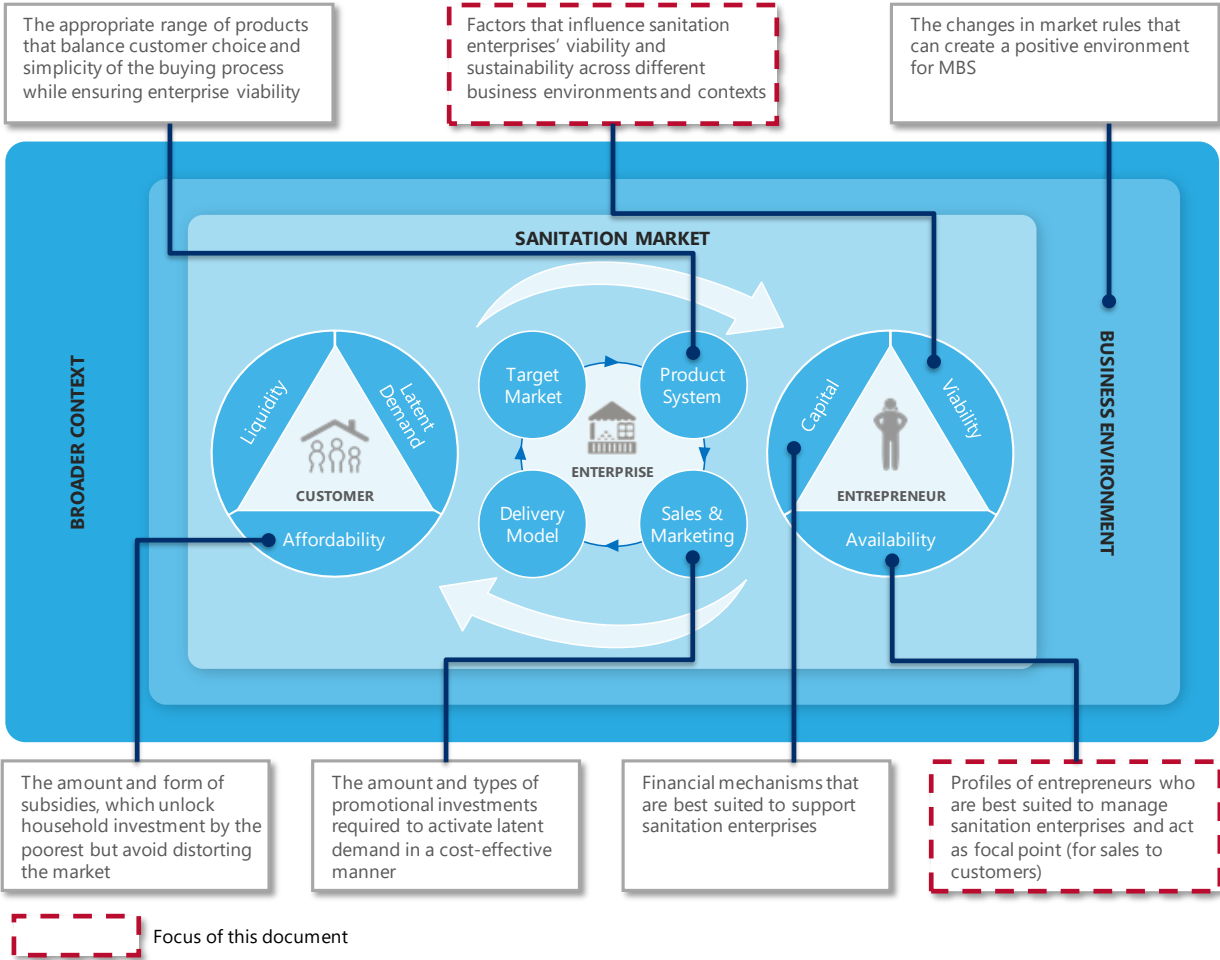 The appropriate range of products
that balance customer choice and
simplicity of the buying process
while ensuring enterprise viability
Factors that influence sanitation
enterprises’ viability and
sustainability across different
business environments and contexts
The changes in market rules that
can create a positive environment
for MBS
SANITATION MARKET
BROADER CONTEXT
Liquidity
Latent
Demand
CUSTOMER
Affordability
Target
Market
Product
System
ENTERPRISE
Delivery
Model
Sales &
Marketing
Capital
Viability
ENTREPRENEUR
Availability
BUSINESS ENVIRONMENT
The amount and form of
subsidies, which unlock
household investment by the
poorest but avoid distorting
the market
The amount and types of
promotional investments
required to activate latent
demand in a cost-effective
manner
Financial mechanisms that
are best suited to support
sanitation enterprises
Profiles of entrepreneurs who
are best suited to manage
sanitation enterprises and act
as focal point (for sales to
customers)
Focus of this document